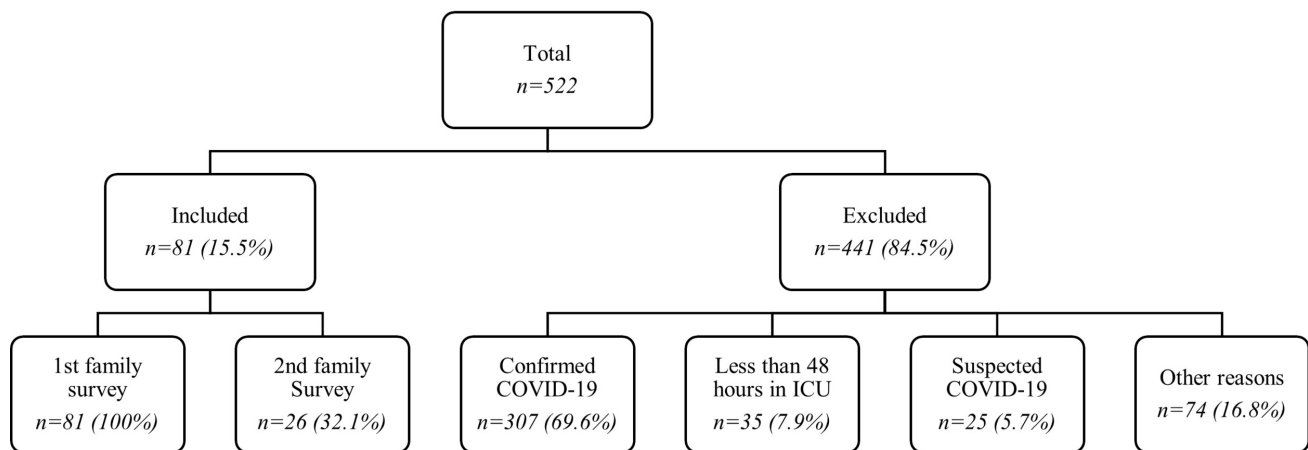 Total
n=522
Included
n=81 (15.5%)
Excluded
n=441 (84.5%)
1st family
survey
n=81 (100%)
2nd family
Survey
n=26 (32.1%)
Confirmed
COVID-19
n=307 (69.6%)
Less than 48
hours in ICU
n=35 (7.9%)
Suspected
COVID-19
n=25 (5.7%)
Other reasons
n=74 (16.8%)